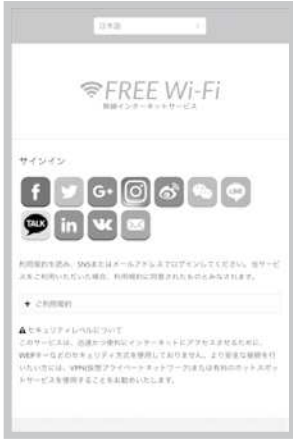 日本語
FREE Wi-Fi
無線インターネットサービス
サインイン
TALK
利用規約を読み、SNSまたはメールアドレスでログインしてください。当サービ
スをご利用いただいた場合、利用規約に同意されたものとみなされます。
+ ご利用規約
セキュリティレベルについて
このサービスは、迅速かつ便利にインターネットにアクセスさせるために、
WEPキーなどのセキュリティ方式を使用しておりません。より安全な接続を行
いたい方には、VPN(仮想プライベートネットワーク)または有料のホットスポッ
トサービスを使用することをお勧めいたします。